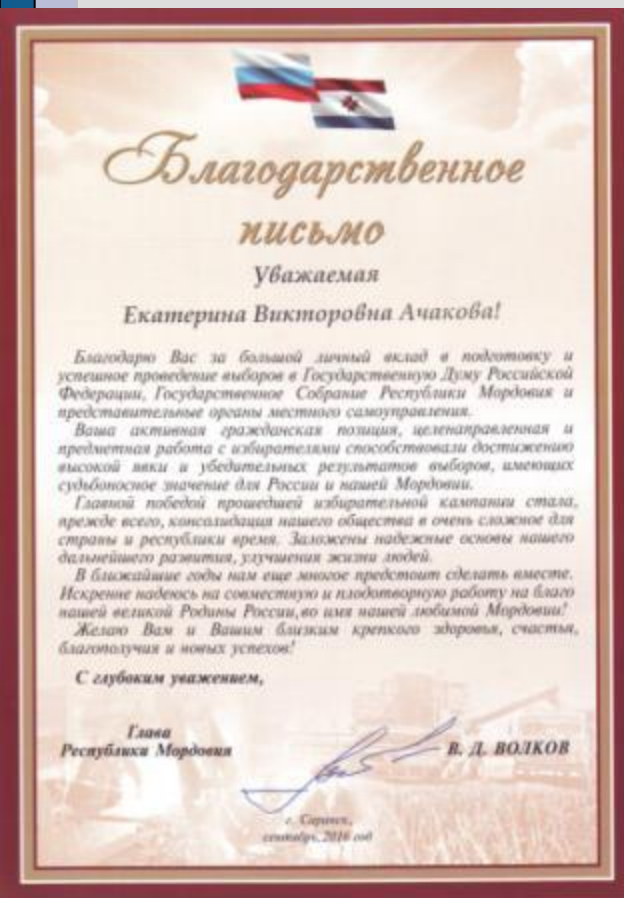 Благодарственное
письмо
Уважаемая
Екатерина Викторовна Ачакова!
Благодарю Вас за большой личный вклад в подготовку и
успешное проведение выборов в Государственную Думу Российской
Федерации, Государственное Собрание Республики Мордовия и
представительные органы местного самоуправления.
Ваша активная гражданская позиция, целенаправленная и
предметная работа с избирателями способствовали достижению
высокой явки и убедительных результатов выборов, имеющих
судьбоносное значение для России и нашей Мордовии.
Главной победой прошедшей избирательной кампании стала,
прежде всего, консолидация нашего общества в очень сложное для
страны и республики время. Заложены надежные основы нашего
дальнейшего развития, улучшения жизни людей.
В ближайшие годы нам еще многое предстоит сделать вместе.
Искренне надеюсь на совместную и плодотворную работу на благо
нашей великой Родины России, во имя нашей любимой Мордовии!
Желаю Вам и Вашим близким крепкого здоровья, счастья,
благополучия и новых успехов!
С глубоким уважением,
Глава
Республики Мордовия
В. Д. ВОЛКОВ
г. Саранск,
сентябрь, 2016 год